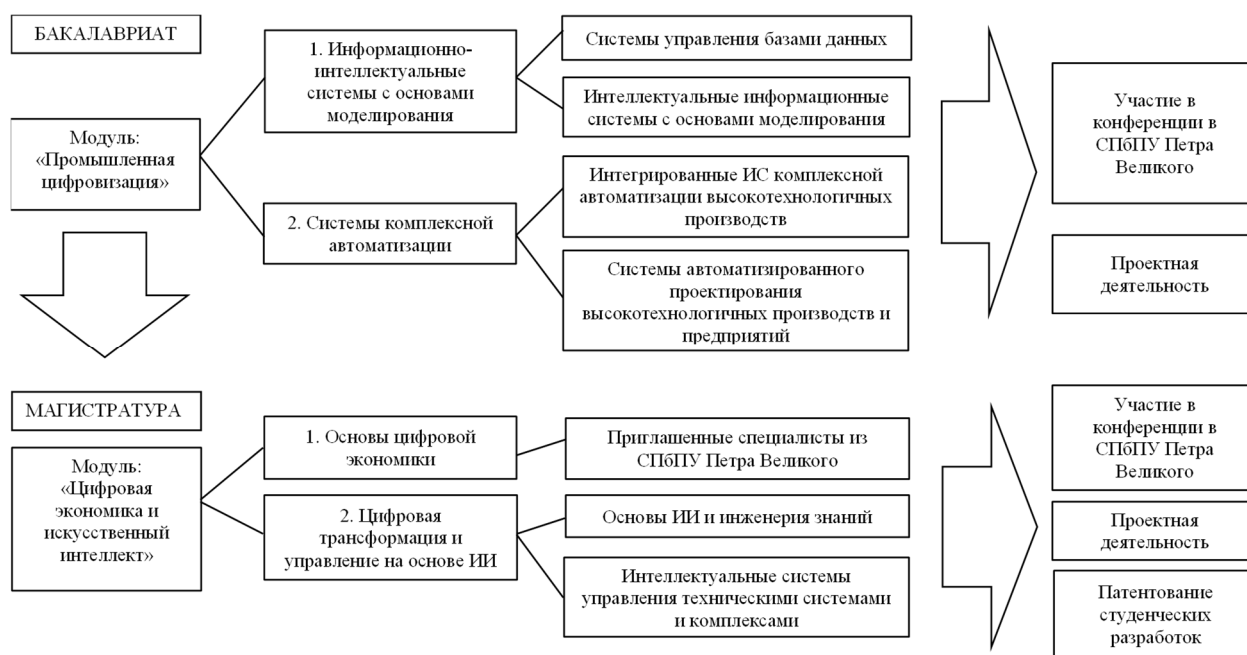 БАКАЛАВРИАТ
Модуль:
«Промышленная
цифровизация»
1. Информационно-
интеллектуальные
системы с основами
моделирования
2. Системы комплексной
автоматизации
Системы управления базами данных
Интеллектуальные информационные
системы с основами моделирования
Интегрированные ИС комплексной
автоматизации высокотехнологичных
производств
Системы автоматизированного
проектирования
высокотехнологичных производств и
предприятий
Участие в
конференции в
СПбПУ Петра
Великого
Проектная
деятельность
МАГИСТРАТУРА
Модуль:
«Цифровая
экономика и
искусственный
интеллект»
1. Основы цифровой
экономики
2. Цифровая
трансформация и
управление на основе ИИ
Приглашенные специалисты из
СПбПУ Петра Великого
Основы ИИ и инженерия знаний
Интеллектуальные системы
управления техническими системами
и комплексами
Участие в
конференции в
СПбПУ Петра
Великого
Проектная
деятельность
Патентование
студенческих
разработок